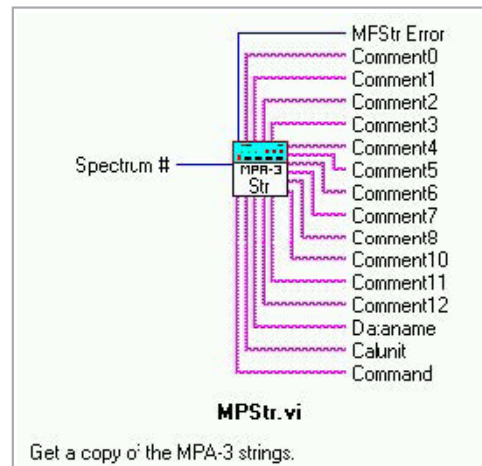 MFStr Error
Comment0
Comment1
Comment2
Comment3
Comment4
Comment5
Comment6
Comment7
Comment8
Comment10
Comment11
Comment12
Dataname
Calunit
Command
Spectrum #
MPA-3
Str
MPStr.vi
Get a copy of the MPA-3 strings.